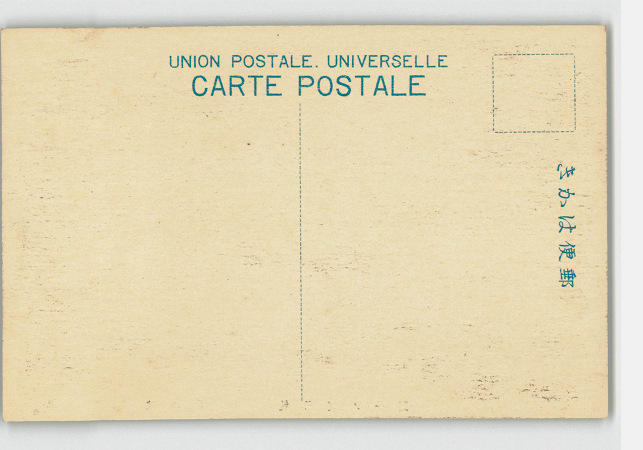 UNION POSTALE. UNIVERSELLE
CARTE POSTALE
きかは便郵